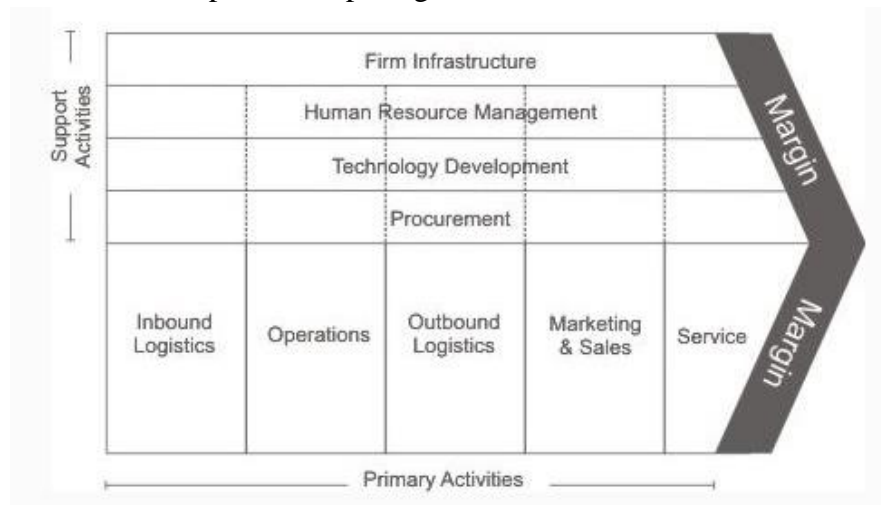 Support
Activities
Firm Infrastructure
Human Resource Management
Technology Development
Procurement
Margin
Inbound
Logistics
Operations
Outbound
Logistics
Marketing
& Sales
Service
Margin
Primary Activities